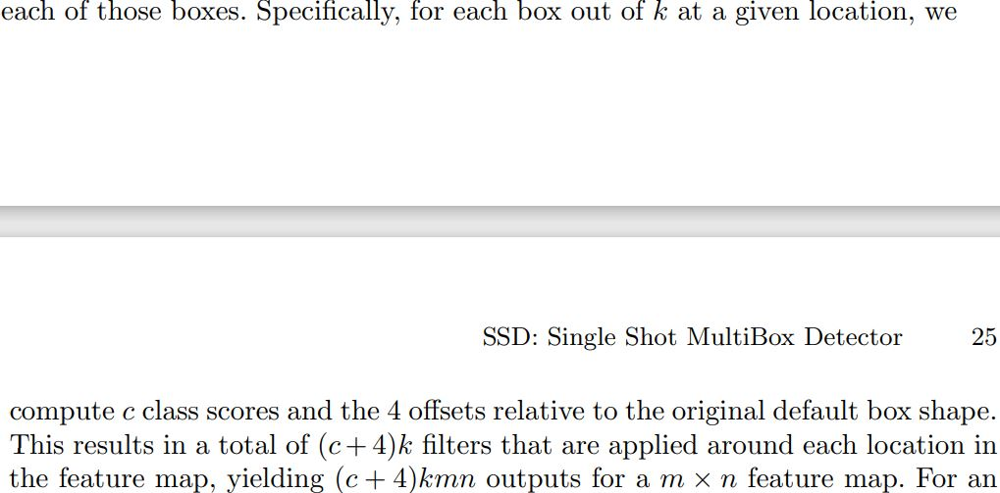 each of those boxes. Specifically, for each box out of k at a given location, we
SSD: Single Shot MultiBox Detector 25
compute c class scores and the 4 offsets relative to the original default box shape.
This results in a total of (c + 4)k filters that are applied around each location in
the feature map, yielding (c + 4)kmn outputs for a m × n feature map. For an